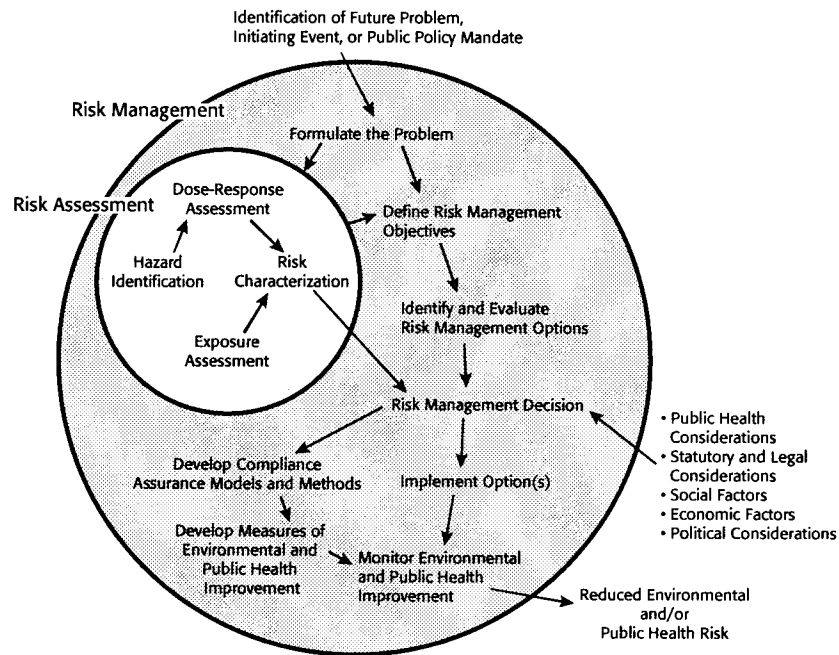 Identification of Future Problem,
Initiating Event, or Public Policy Mandate
Risk Management
Formulate the Problem
Risk Assessment
Dose-Response
Assessment
Define Risk Management
Objectives
Hazard
Identification
Risk
Characterization
Exposure
Assessment
Identify and Evaluate
Risk Management Options
Risk Management Decision
• Public Health
Considerations
• Statutory and Legal
Considerations
• Social Factors
• Economic Factors
• Political Considerations
Develop Compliance
Assurance Models and Methods
Implement Option(s)
Develop Measures of
Environmental and
Public Health
Improvement
Monitor Environmental
and Public Health
Improvement
Reduced Environmental
and/or
Public Health Risk